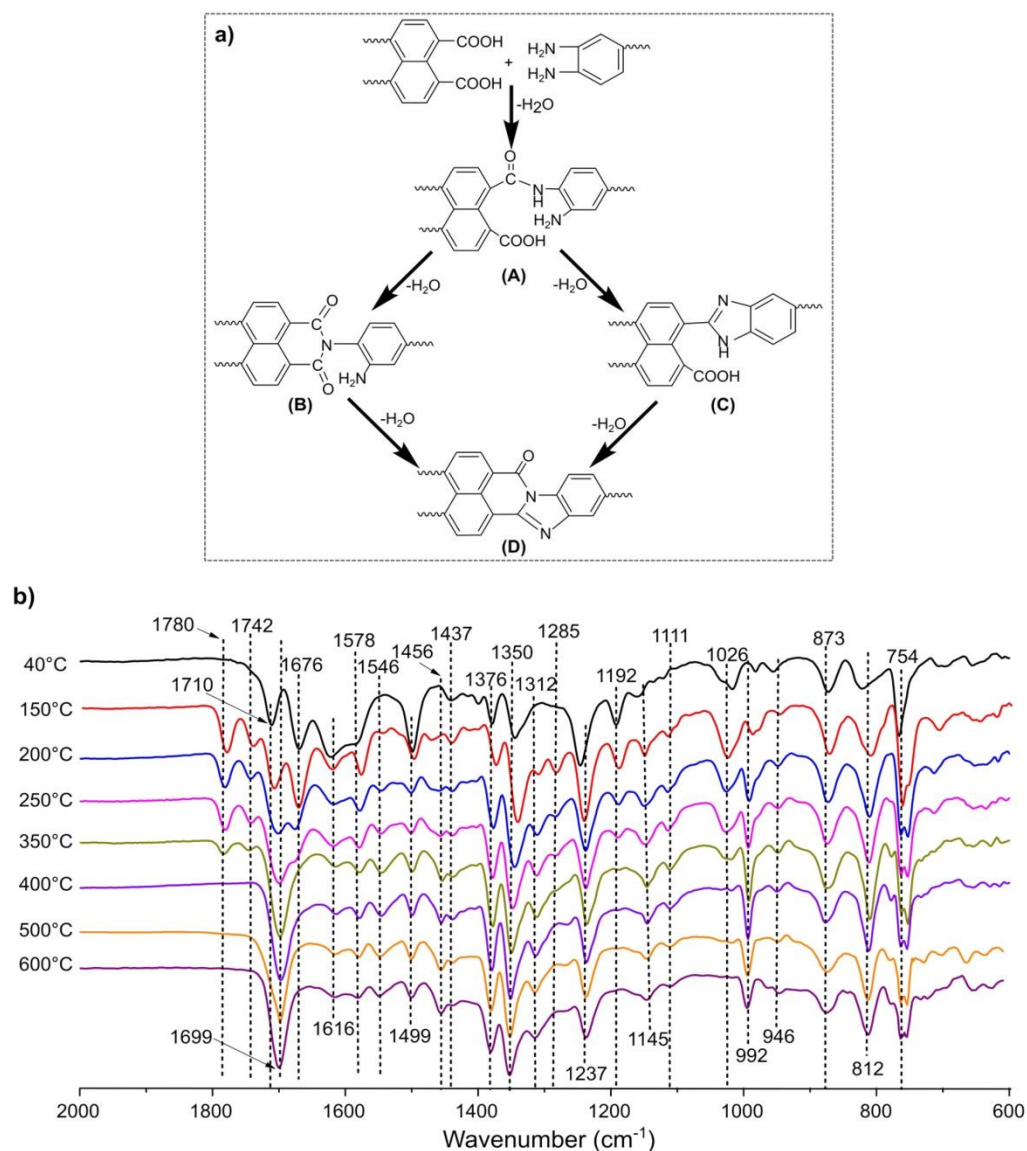 a)
COOH
COOH
+
H₂N
H₂N
-H₂O
O
C
N
H
H₂N
COOH
(A)
-H₂O
-H₂O
O
C
N
C
O
H₂N
(B)
N
N
H
COOH
(C)
-H₂O
-H₂O
O
N
N
(D)
b)
1780 1742 1578 1437 1350 1285 1111
1676 1546 1456 1376 1312 1192 1026 873 754
1710
40°C
150°C
200°C
250°C
350°C
400°C
500°C
600°C
1699 1616 1499 1237 1145 992 946 812
2000 1800 1600 1400 1200 1000 800 600
Wavenumber (cm⁻¹)